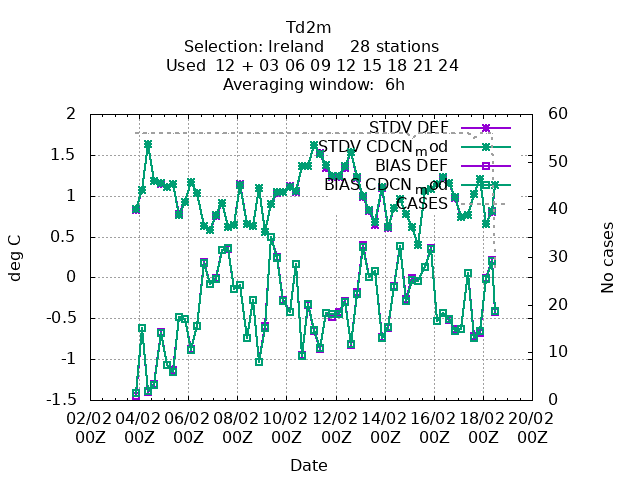 Td2m
Selection: Ireland     28 stations
Used  12 + 03 06 09 12 15 18 21 24
Averaging window:  6h
2
1.5
1
0.5
0
-0.5
-1
-1.5
deg C
60
50
40
30
20
10
0
No cases
STDV DEF
STDV CDCNmod
BIAS DEF
BIAS CDCNmod
CASES
02/02 04/02 06/02 08/02 10/02 12/02 14/02 16/02 18/02 20/02
00Z 00Z 00Z 00Z 00Z 00Z 00Z 00Z 00Z 00Z
Date